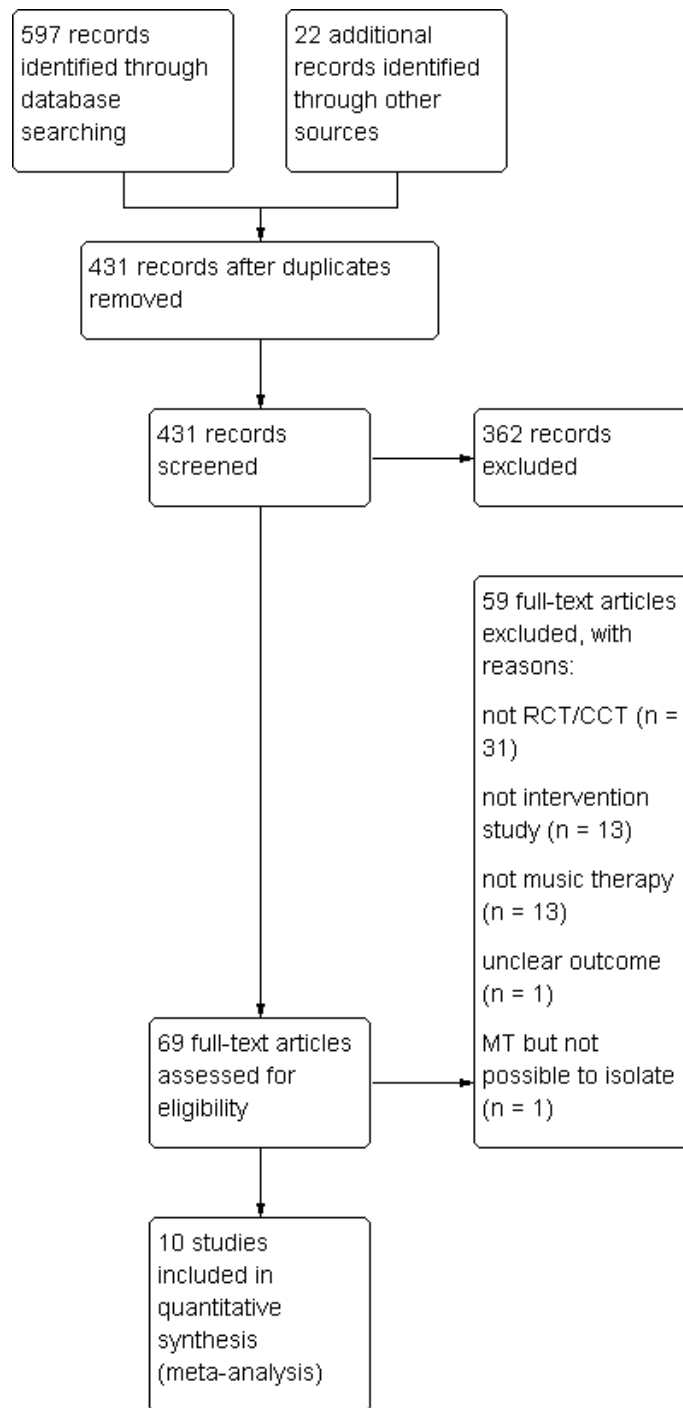 597 records
identified through
database
searching
22 additional
records identified
through other
sources
431 records after duplicates
removed
431 records
screened
362 records
excluded
59 full-text articles
excluded, with
reasons:
not RCT/CCT (n =
31)
not intervention
study (n = 13)
not music therapy
(n = 13)
unclear outcome
(n = 1)
MT but not
possible to isolate
(n = 1)
69 full-text articles
assessed for
eligibility
10 studies
included in
quantitative
synthesis
(meta-analysis)